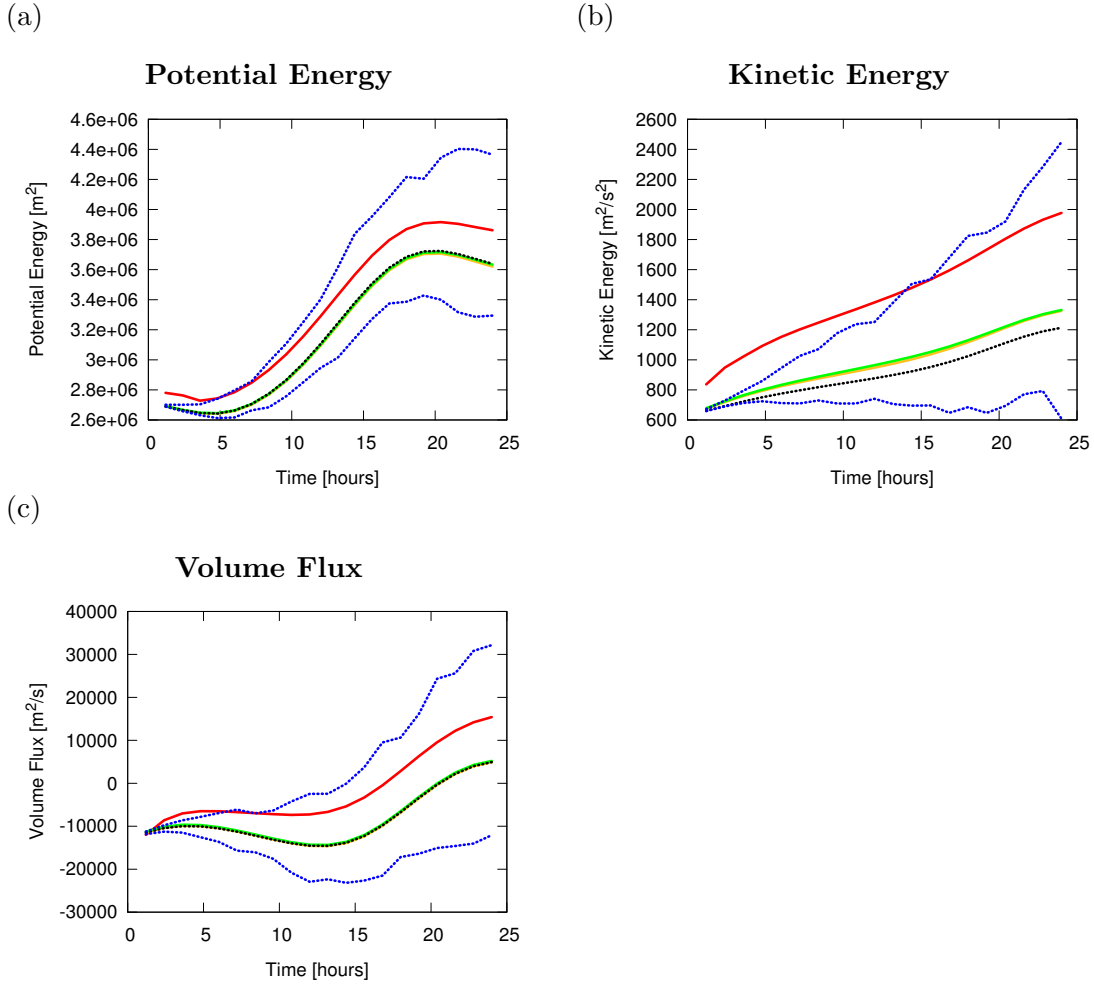 (a)
Potential Energy
4.6e+06
4.4e+06
4.2e+06
4e+06
3.8e+06
3.6e+06
3.4e+06
3.2e+06
3e+06
2.8e+06
2.6e+06
Potential Energy [m²]
0 5 10 15 20 25
Time [hours]
(b)
Kinetic Energy
2600
2400
2200
2000
1800
1600
1400
1200
1000
800
600
Kinetic Energy [m²/s²]
0 5 10 15 20 25
Time [hours]
(c)
Volume Flux
40000
30000
20000
10000
0
-10000
-20000
-30000
Volume Flux [m²/s]
0 5 10 15 20 25
Time [hours]